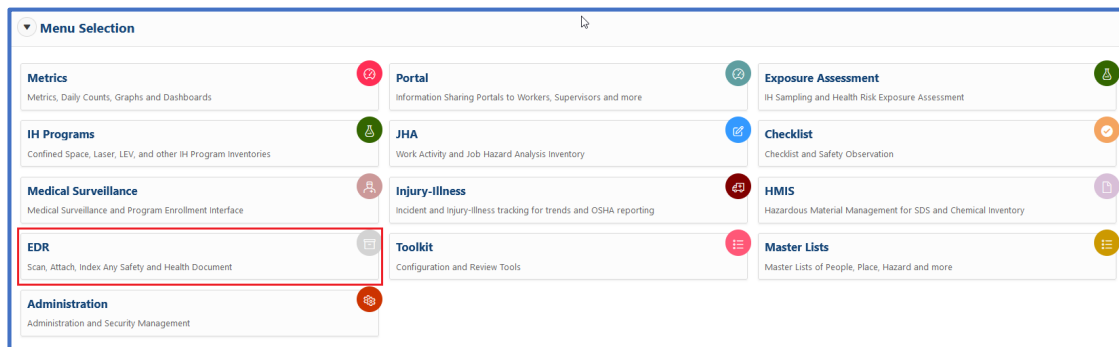 Menu Selection
Metrics
Metrics, Daily Counts, Graphs and Dashboards
Portal
Information Sharing Portals to Workers, Supervisors and more
Exposure Assessment
IH Sampling and Health Risk Exposure Assessment
IH Programs
Confined Space, Laser, LEV, and other IH Program Inventories
JHA
Work Activity and Job Hazard Analysis Inventory
Checklist
Checklist and Safety Observation
Medical Surveillance
Medical Surveillance and Program Enrollment Interface
Injury-Illness
Incident and Injury-Illness tracking for trends and OSHA reporting
HMIS
Hazardous Material Management for SDS and Chemical Inventory
EDR
Scan, Attach, Index Any Safety and Health Document
Toolkit
Configuration and Review Tools
Master Lists
Master Lists of People, Place, Hazard and more
Administration
Administration and Security Management